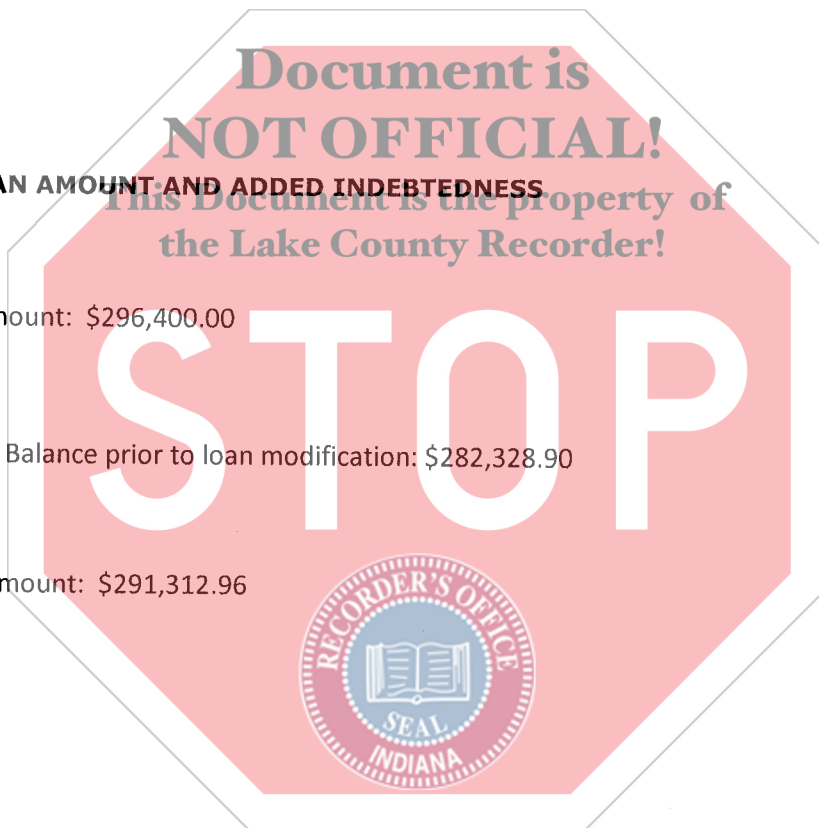 Document is
NOT OFFICIAL!
AN AMOUNT AND ADDED INDEBTEDNESS
This Document is the property of
the Lake County Recorder!
mount: $296,400.00
STOP
Balance prior to loan modification: $282,328.90
mount: $291,312.96
RECORDER'S OFFICE
SEAL
INDIANA